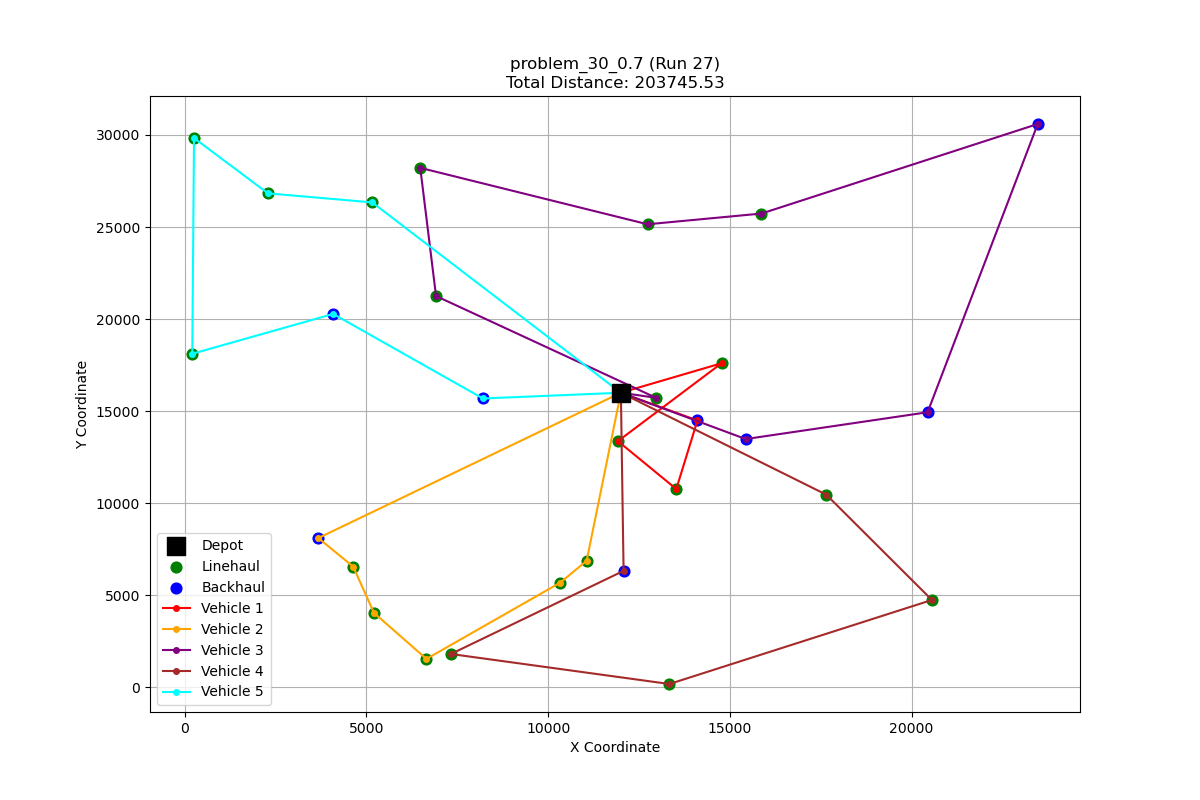 problem_30_0.7 (Run 27)
Total Distance: 203745.53
30000
25000
20000
15000
10000
5000
0
Y Coordinate
Depot
Linehaul
Backhaul
Vehicle 1
Vehicle 2
Vehicle 3
Vehicle 4
Vehicle 5
0
5000
10000
15000
20000
X Coordinate